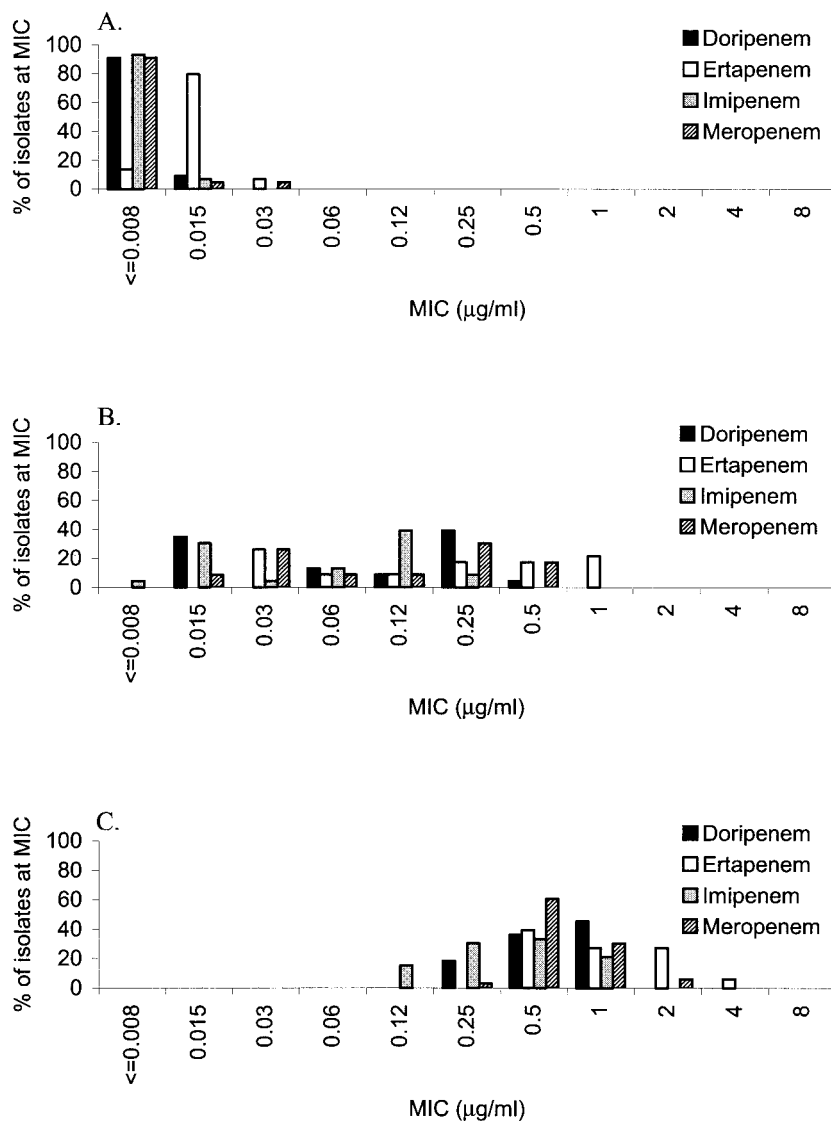 A.
% of isolates at MIC
100
80
60
40
20
0
Doripenem
Ertapenem
Imipenem
Meropenem
<=0.008
0.015
0.03
0.06
0.12
0.25
0.5
1
2
4
8
MIC (µg/ml)
B.
% of isolates at MIC
100
80
60
40
20
0
Doripenem
Ertapenem
Imipenem
Meropenem
<=0.008
0.015
0.03
0.06
0.12
0.25
0.5
1
2
4
8
MIC (µg/ml)
C.
% of isolates at MIC
100
80
60
40
20
0
Doripenem
Ertapenem
Imipenem
Meropenem
<=0.008
0.015
0.03
0.06
0.12
0.25
0.5
1
2
4
8
MIC (µg/ml)